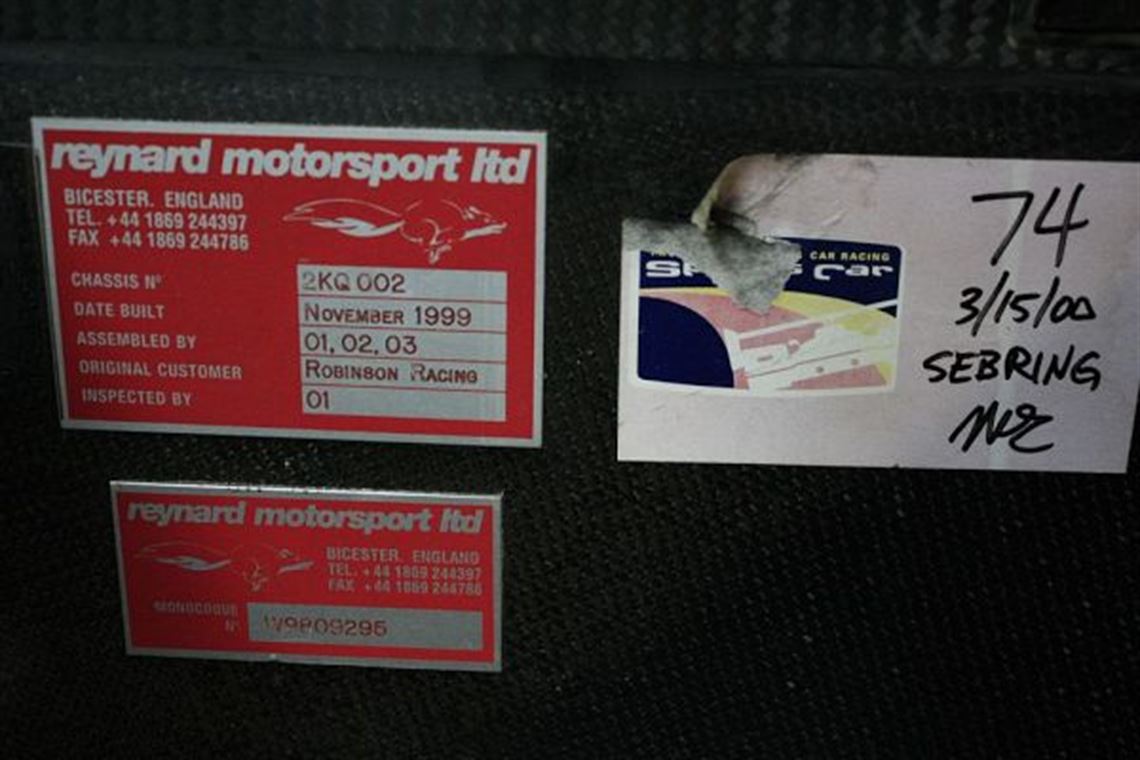 reynard motorsport ltd
BICESTER. ENGLAND
TEL. +44 1869 244397
FAX +44 1869 244786
CHASSIS Nº 2KQ 002
DATE BUILT NOVEMBER 1999
ASSEMBLED BY 01, 02, 03
ORIGINAL CUSTOMER ROBINSON RACING
INSPECTED BY 01
reynard motorsport ltd
BICESTER. ENGLAND
TEL. +44 1869 244397
FAX +44 1869 244786
MONOCOQUE
Nº
CAR RACING
Car
74
3/15/00
SEBRING